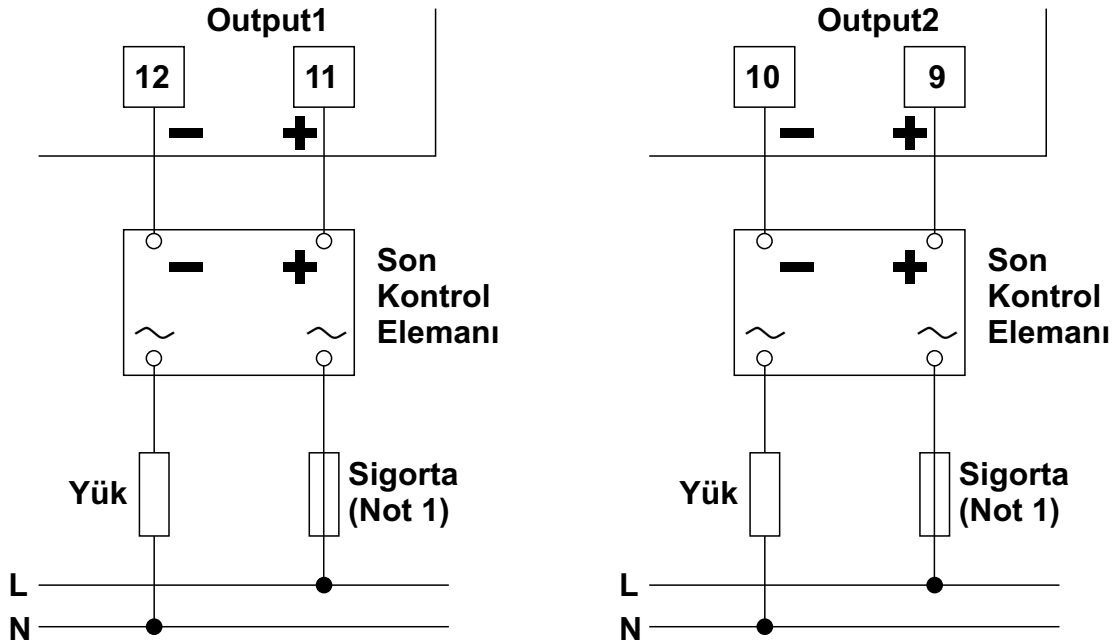 Output1
12
11
Son
Kontrol
Elemanı
Yük
Sigorta
(Not 1)
L
N
Output2
10
9
Son
Kontrol
Elemanı
Yük
Sigorta
(Not 1)
L
N